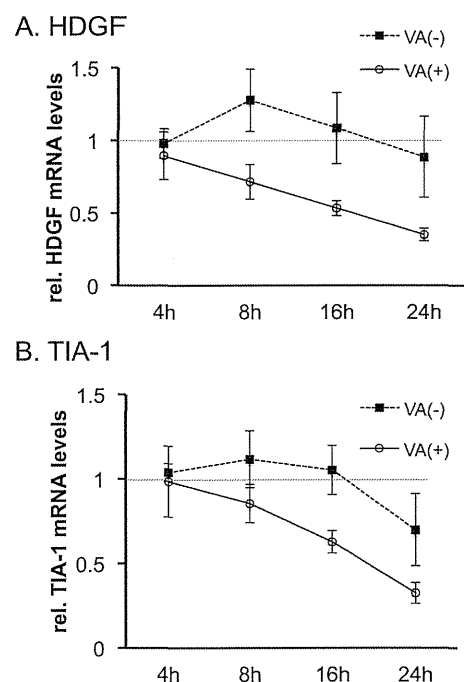 A. HDGF
VA(-)
VA(+)
rel. HDGF mRNA levels
1.5
1
0.5
0
4h 8h 16h 24h
B. TIA-1
VA(-)
VA(+)
rel. TIA-1 mRNA levels
1.5
1
0.5
0
4h 8h 16h 24h